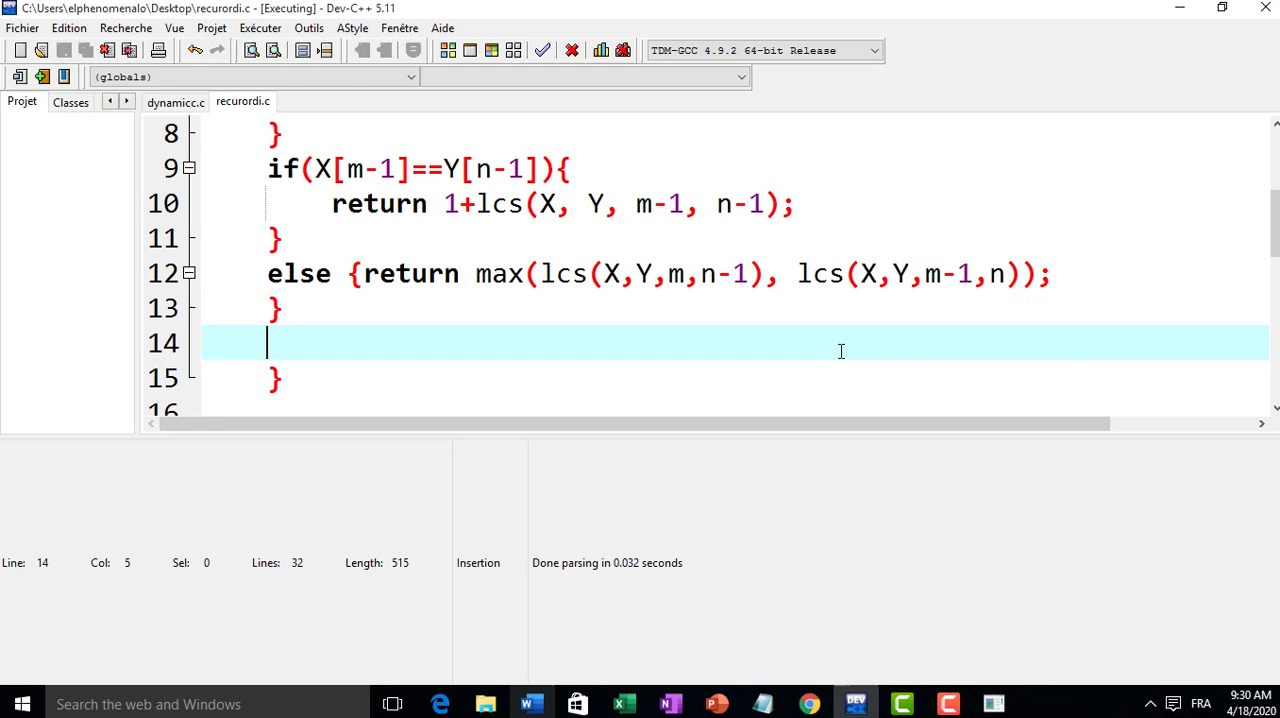 C:\Users\elphenomenalo\Desktop\recurordi.c - [Executing] - Dev-C++ 5.11
Fichier Edition Recherche Vue Projet Exécuter Outils AStyle Fenêtre Aide
TDM-GCC 4.9.2 64-bit Release
(globals)
Projet Classes dynamicc.c recurordi.c
8 }
9 if(X[m-1]==Y[n-1]){
10 return 1+lcs(X, Y, m-1, n-1);
11 }
12 else {return max(lcs(X,Y,m,n-1), lcs(X,Y,m-1,n));
13 }
14
15 }
16
Line: 14 Col: 5 Sel: 0 Lines: 32 Length: 515 Insertion Done parsing in 0.032 seconds
Search the web and Windows
FRA
9:30 AM
4/18/2020